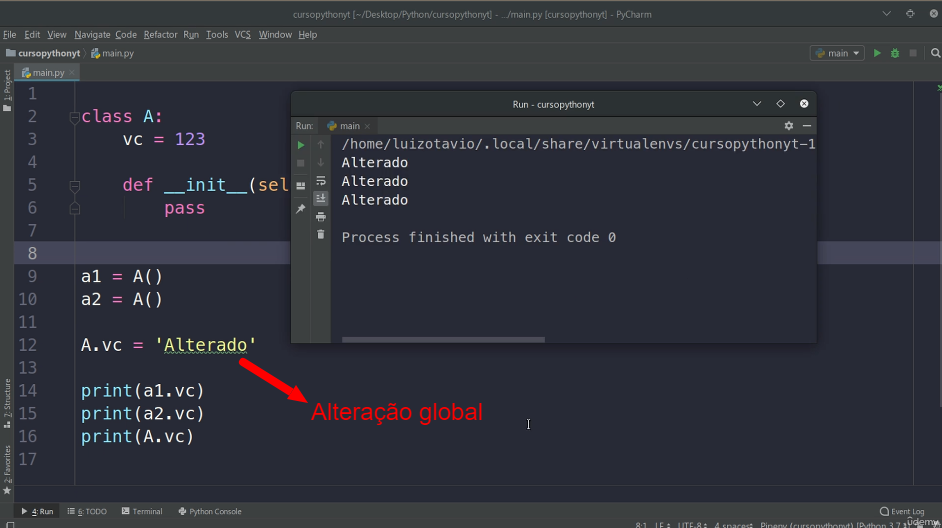 cursopythonyt [~/Desktop/Python/cursopythonyt] - .../main.py [cursopythonyt] - PyCharm
File Edit View Navigate Code Refactor Run Tools VCS Window Help
cursopythonyt main.py
main
main.py
1: Project
1
2 class A:
3 vc = 123
4
5 def __init__(sel
6 pass
7
8
9 a1 = A()
10 a2 = A()
11
12 A.vc = 'Alterado'
13
14 print(a1.vc)
15 print(a2.vc)
16 print(A.vc)
17
Run - cursopythonyt
Run: main
/home/luizotavio/.local/share/virtualenvs/cursopythonyt-1
Alterado
Alterado
Alterado
Process finished with exit code 0
Alteração global
7: Structure
2: Favorites
4: Run 6: TODO Terminal Python Console
Event Log
8:1 LF UTF-8 4 spaces Pipenv (cursopythonyt) [Python 3.7
ûdemy